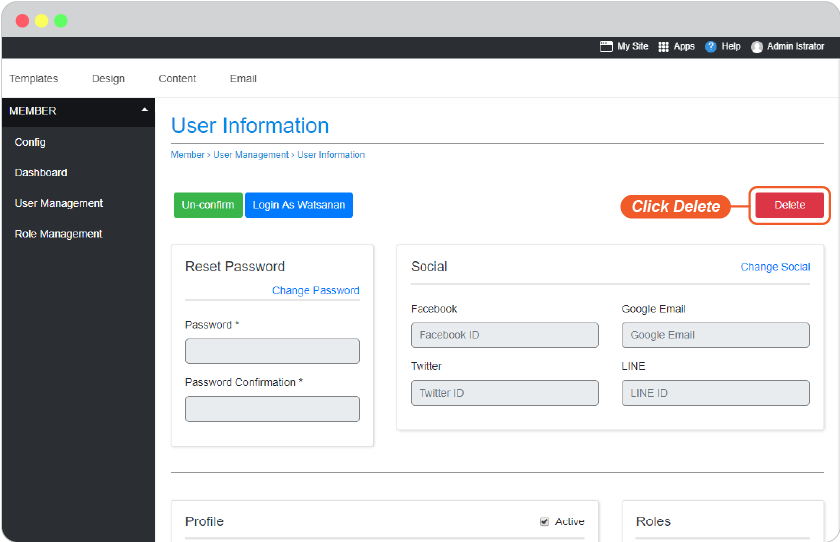 My Site Apps ? Help Admin Istrator
Templates Design Content Email
MEMBER
Config
Dashboard
User Management
Role Management
User Information
Member > User Management > User Information
Un-confirm Login As Watsanan Click Delete Delete
Reset Password
Change Password
Password *
Password Confirmation *
Social Change Social
Facebook Google Email
Facebook ID Google Email
Twitter LINE
Twitter ID LINE ID
Profile Active
Roles